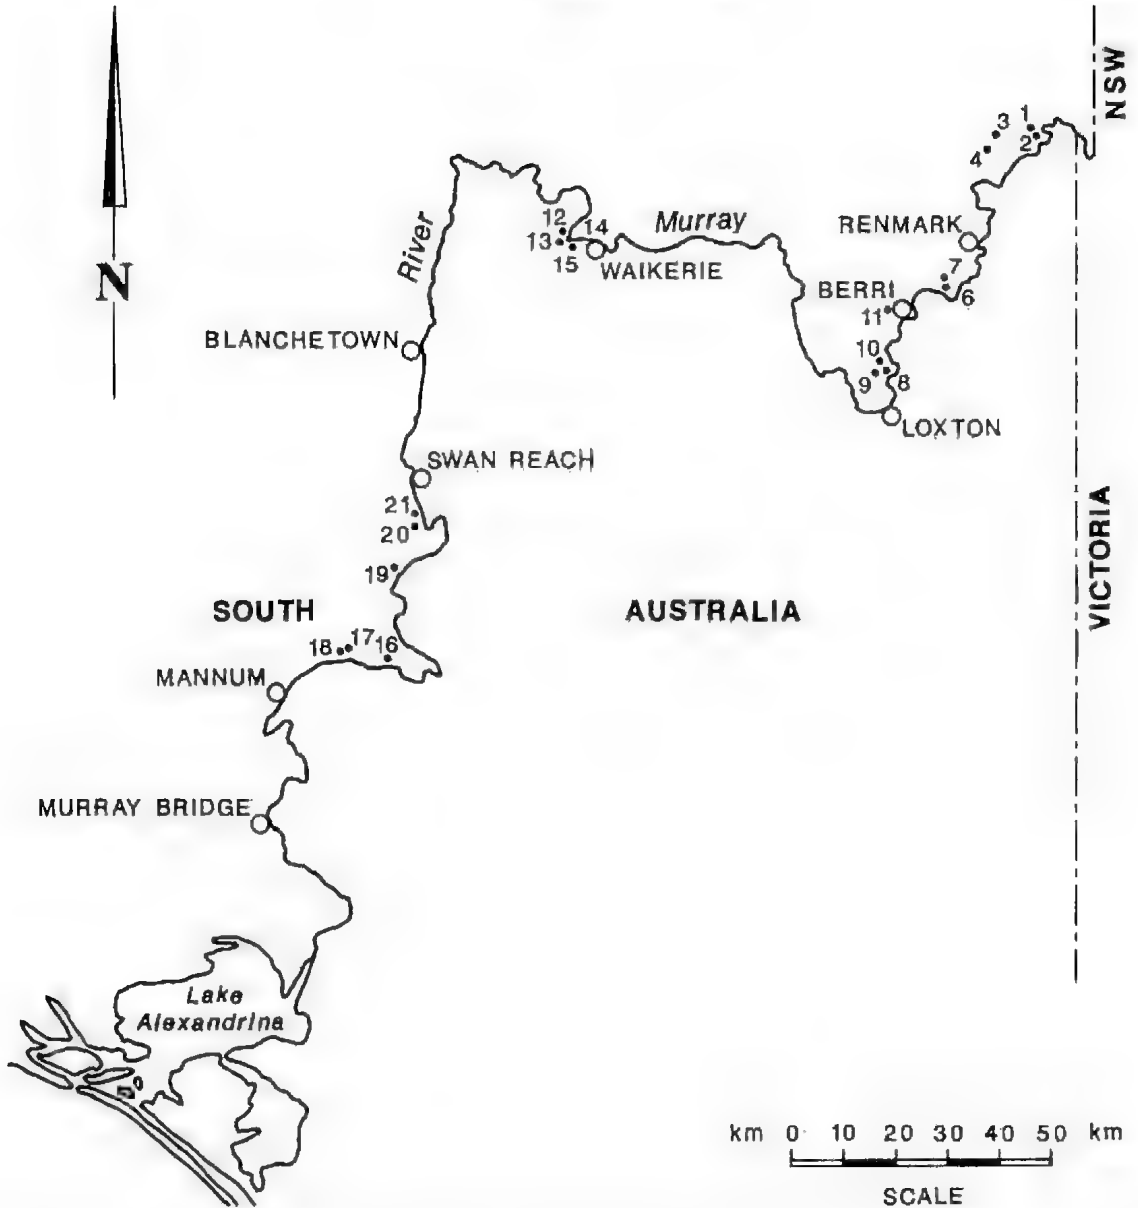 NSW
1
3
2
4
12
14
River
Murray
RENMARK
13
15
WAIKERIE
N
7
BERRI
6
11
BLANCHETOWN
10
9
8
LOXTON
SWAN REACH
21
20
VICTORIA
19
SOUTH
AUSTRALIA
18
17
16
MANNUM
MURRAY BRIDGE
Lake
Alexandrina
5
km 0 10 20 30 40 50 km
SCALE